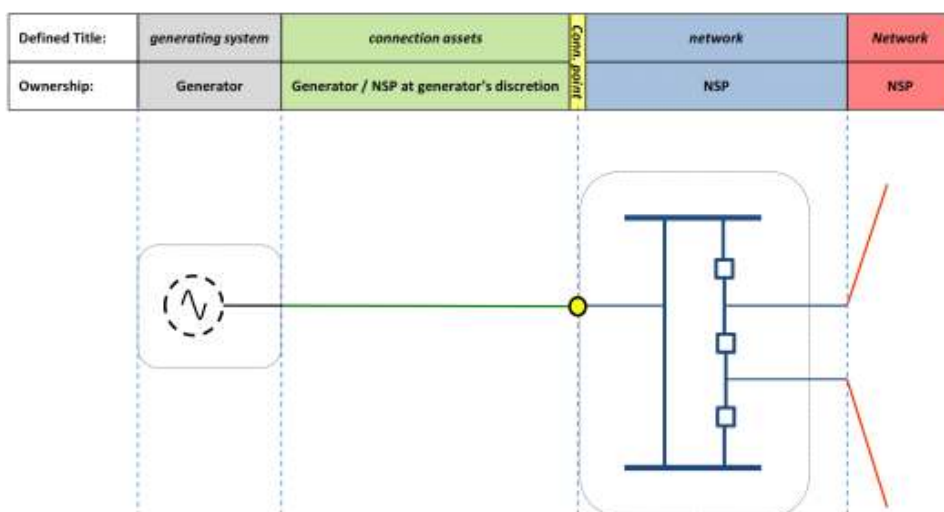 Defined Title: generating system connection assets Conn. point network Network
Ownership: Generator Generator / NSP at generator's discretion NSP NSP